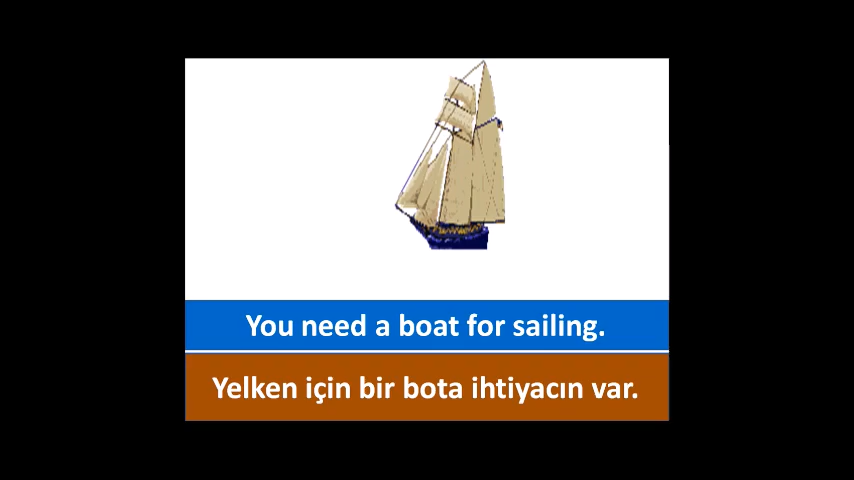 You need a boat for sailing.
Yelken için bir bota ihtiyacın var.